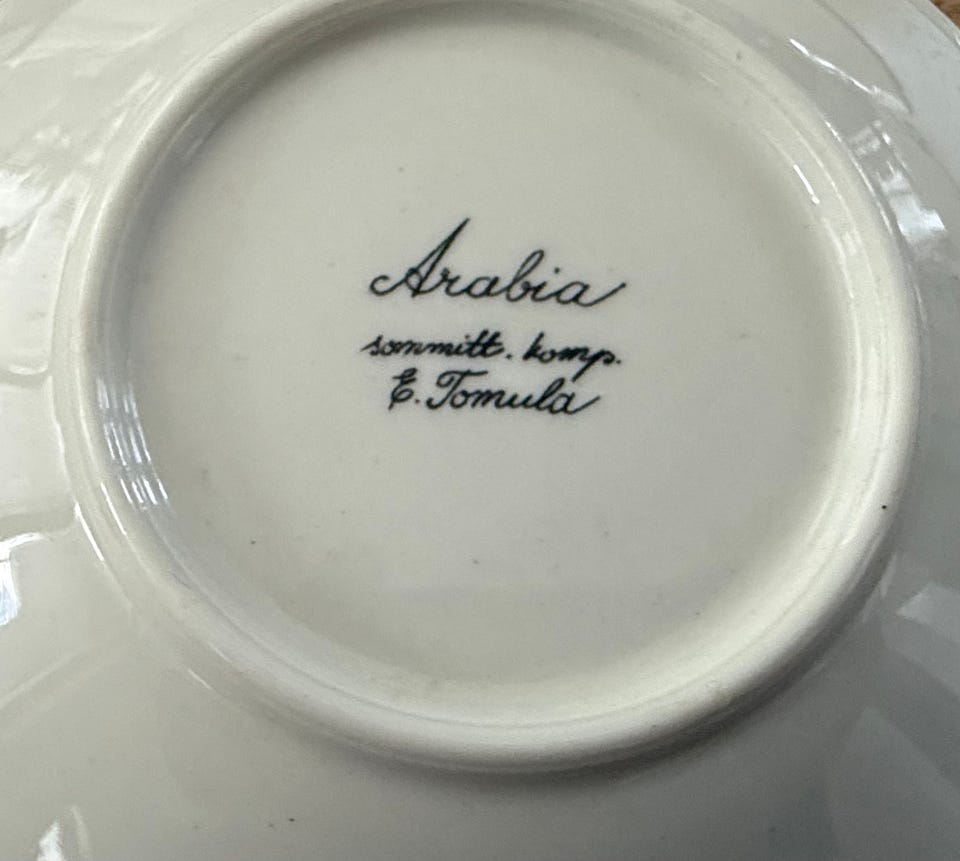 Arabia
sommitt. komp.
E. Tomula